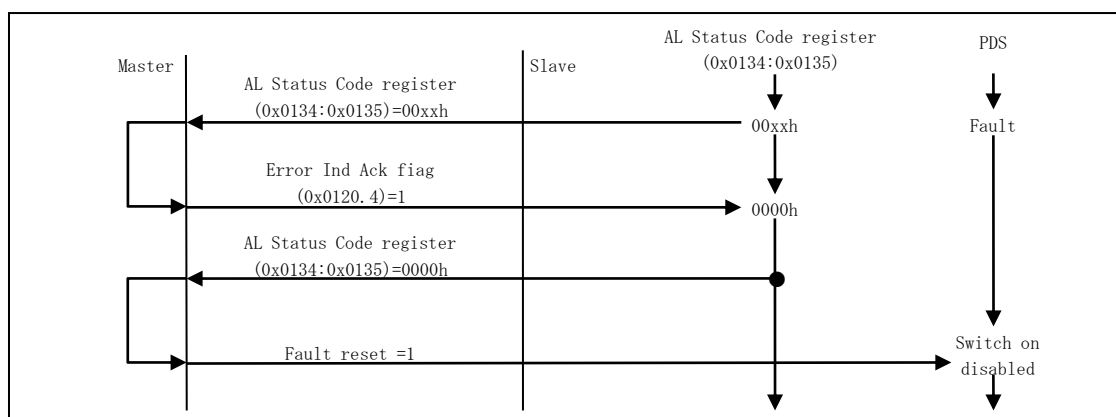 AL Status Code register
(0x0134:0x0135)
PDS
Master
Slave
AL Status Code register
(0x0134:0x0135)=00xxh
00xxh
Fault
Error Ind Ack fiag
(0x0120.4)=1
0000h
AL Status Code register
(0x0134:0x0135)=0000h
Fault reset =1
Switch on
disabled